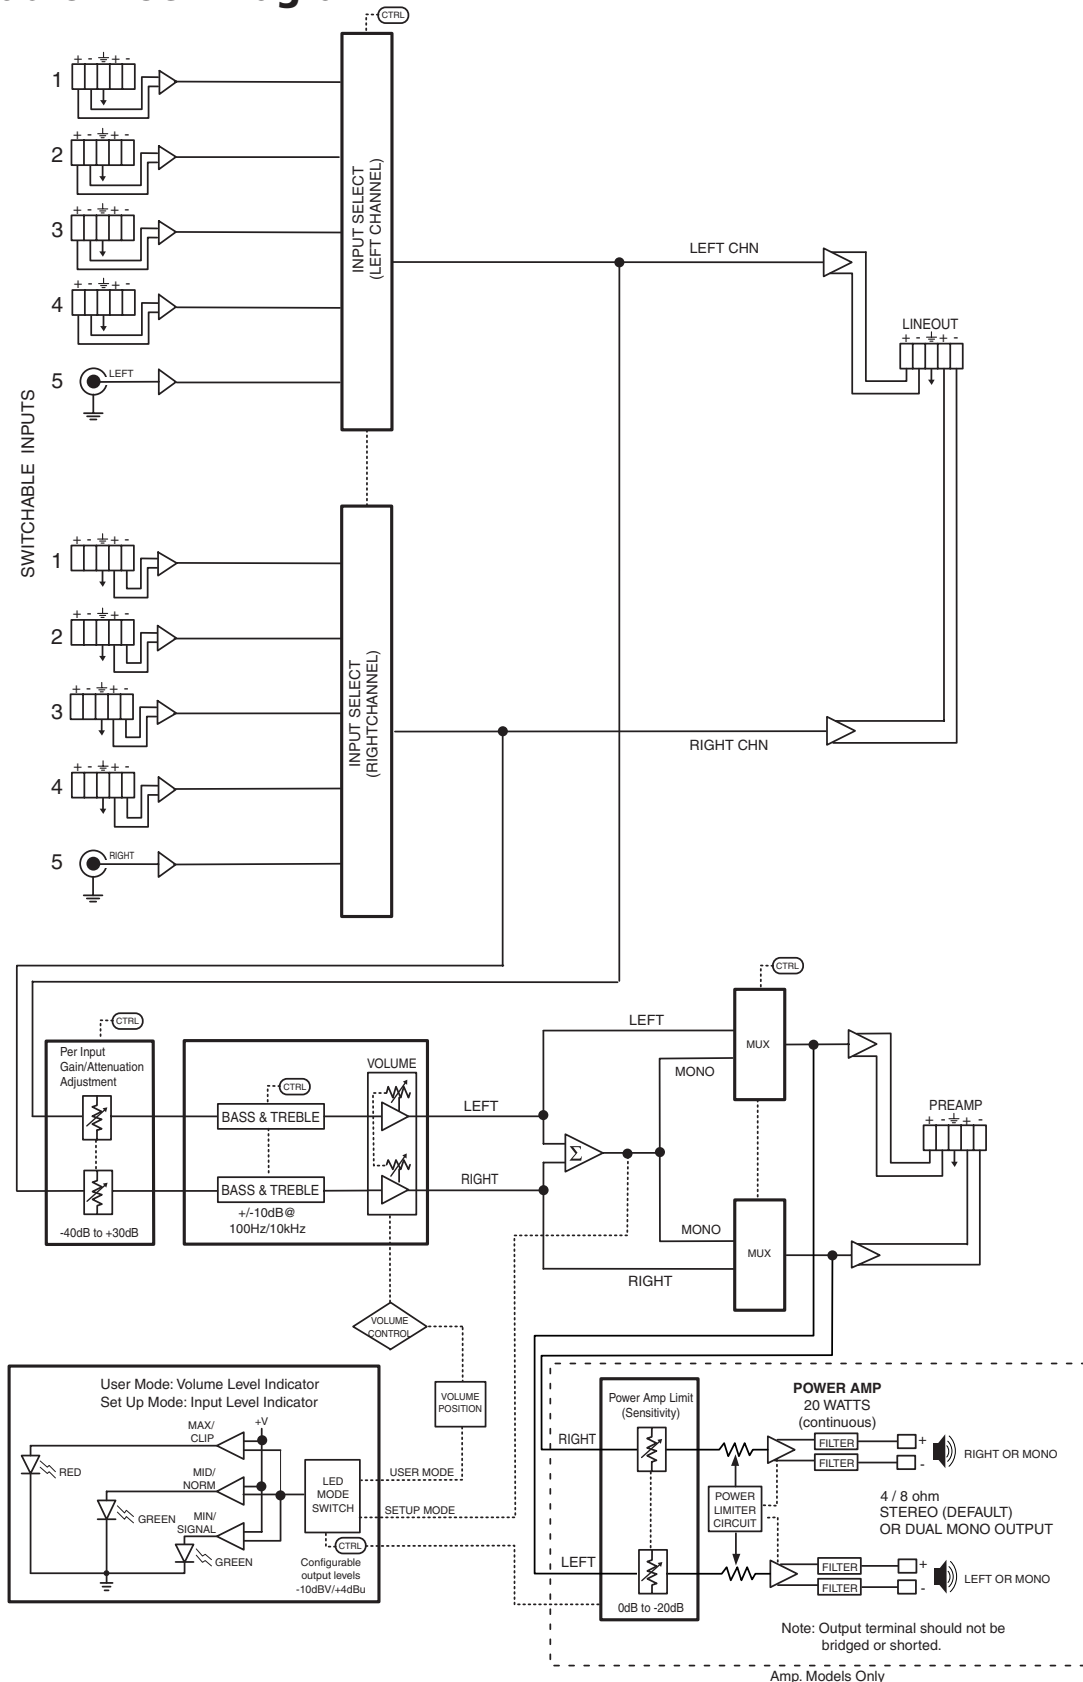 CTRL
SWITCHABLE INPUTS
+ - + -
1
+ - + -
2
+ - + -
3
+ - + -
4
5
LEFT
INPUT SELECT
(LEFT CHANNEL)
LEFT CHN
LINEOUT
+ - + -
+ - + -
1
+ - + -
2
+ - + -
3
+ - + -
4
5
RIGHT
INPUT SELECT
(RIGHTCHANNEL)
RIGHT CHN
CTRL
Per Input
Gain/Attenuation
Adjustment
-40dB to +30dB
CTRL
BASS & TREBLE
BASS & TREBLE
+/-10dB@
100Hz/10kHz
VOLUME
LEFT
RIGHT
Σ
LEFT
MONO
CTRL
MUX
MONO
RIGHT
MUX
PREAMP
+ - + -
VOLUME
CONTROL
VOLUME
POSITION
User Mode: Volume Level Indicator
Set Up Mode: Input Level Indicator
MAX/
CLIP
+V
RED
MID/
NORM
GREEN
MIN/
SIGNAL
GREEN
LED
MODE
SWITCH
USER MODE
SETUP MODE
CTRL
Configurable
output levels
-10dBV/+4dBu
Power Amp Limit
(Sensitivity)
RIGHT
LEFT
0dB to -20dB
POWER AMP
20 WATTS
(continuous)
FILTER
+
FILTER
-
RIGHT OR MONO
POWER
LIMITER
CIRCUIT
4 / 8 ohm
STEREO (DEFAULT)
OR DUAL MONO OUTPUT
FILTER
+
FILTER
-
LEFT OR MONO
Note: Output terminal should not be
bridged or shorted.
Amp. Models Only